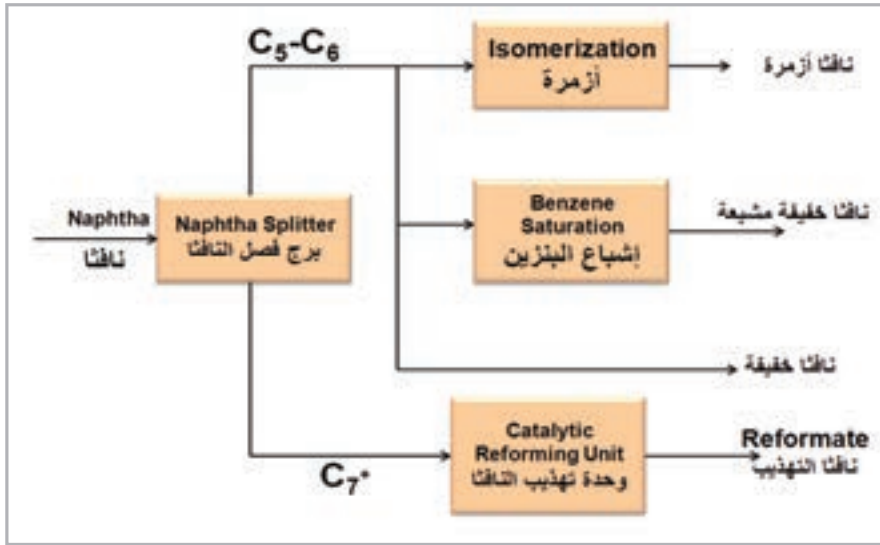 C5-C6
Isomerization
أزمرة
نافثا أزمرة
Naphtha
نافثا
Naphtha Splitter
برج فصل النافثا
Benzene
Saturation
إشباع البنزين
نافثا خفيفة مشبعة
نافثا خفيفة
C7+
Catalytic
Reforming Unit
وحدة تهذيب النافثا
Reformate
نافثا التهذيب